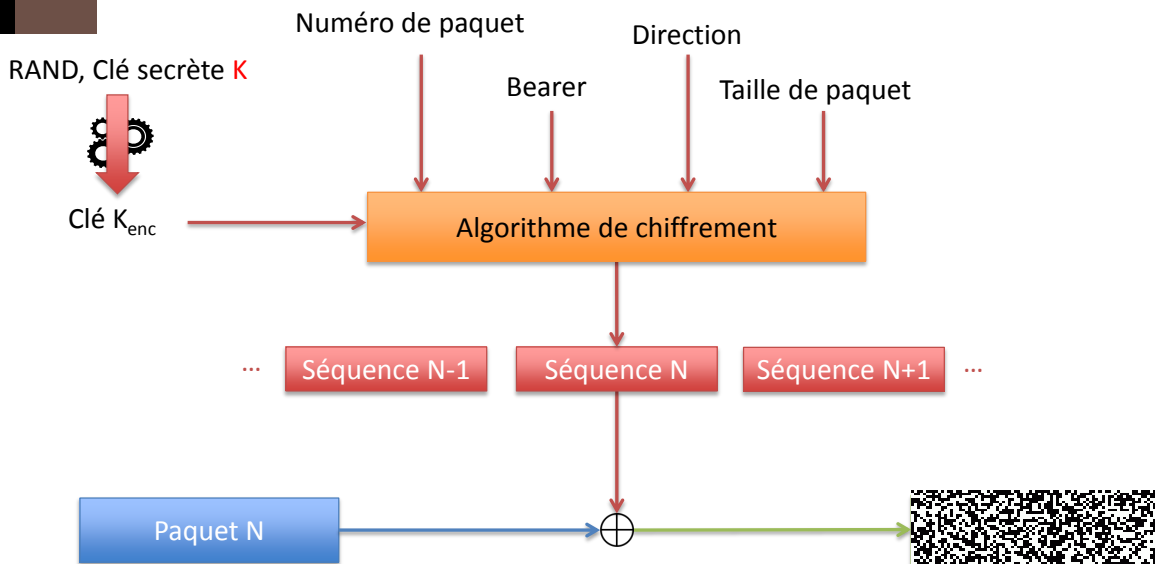 Numéro de paquet
Direction
RAND, Clé secrète K
Bearer
Taille de paquet
Clé Kenc
Algorithme de chiffrement
... Séquence N-1 Séquence N Séquence N+1 ...
Paquet N